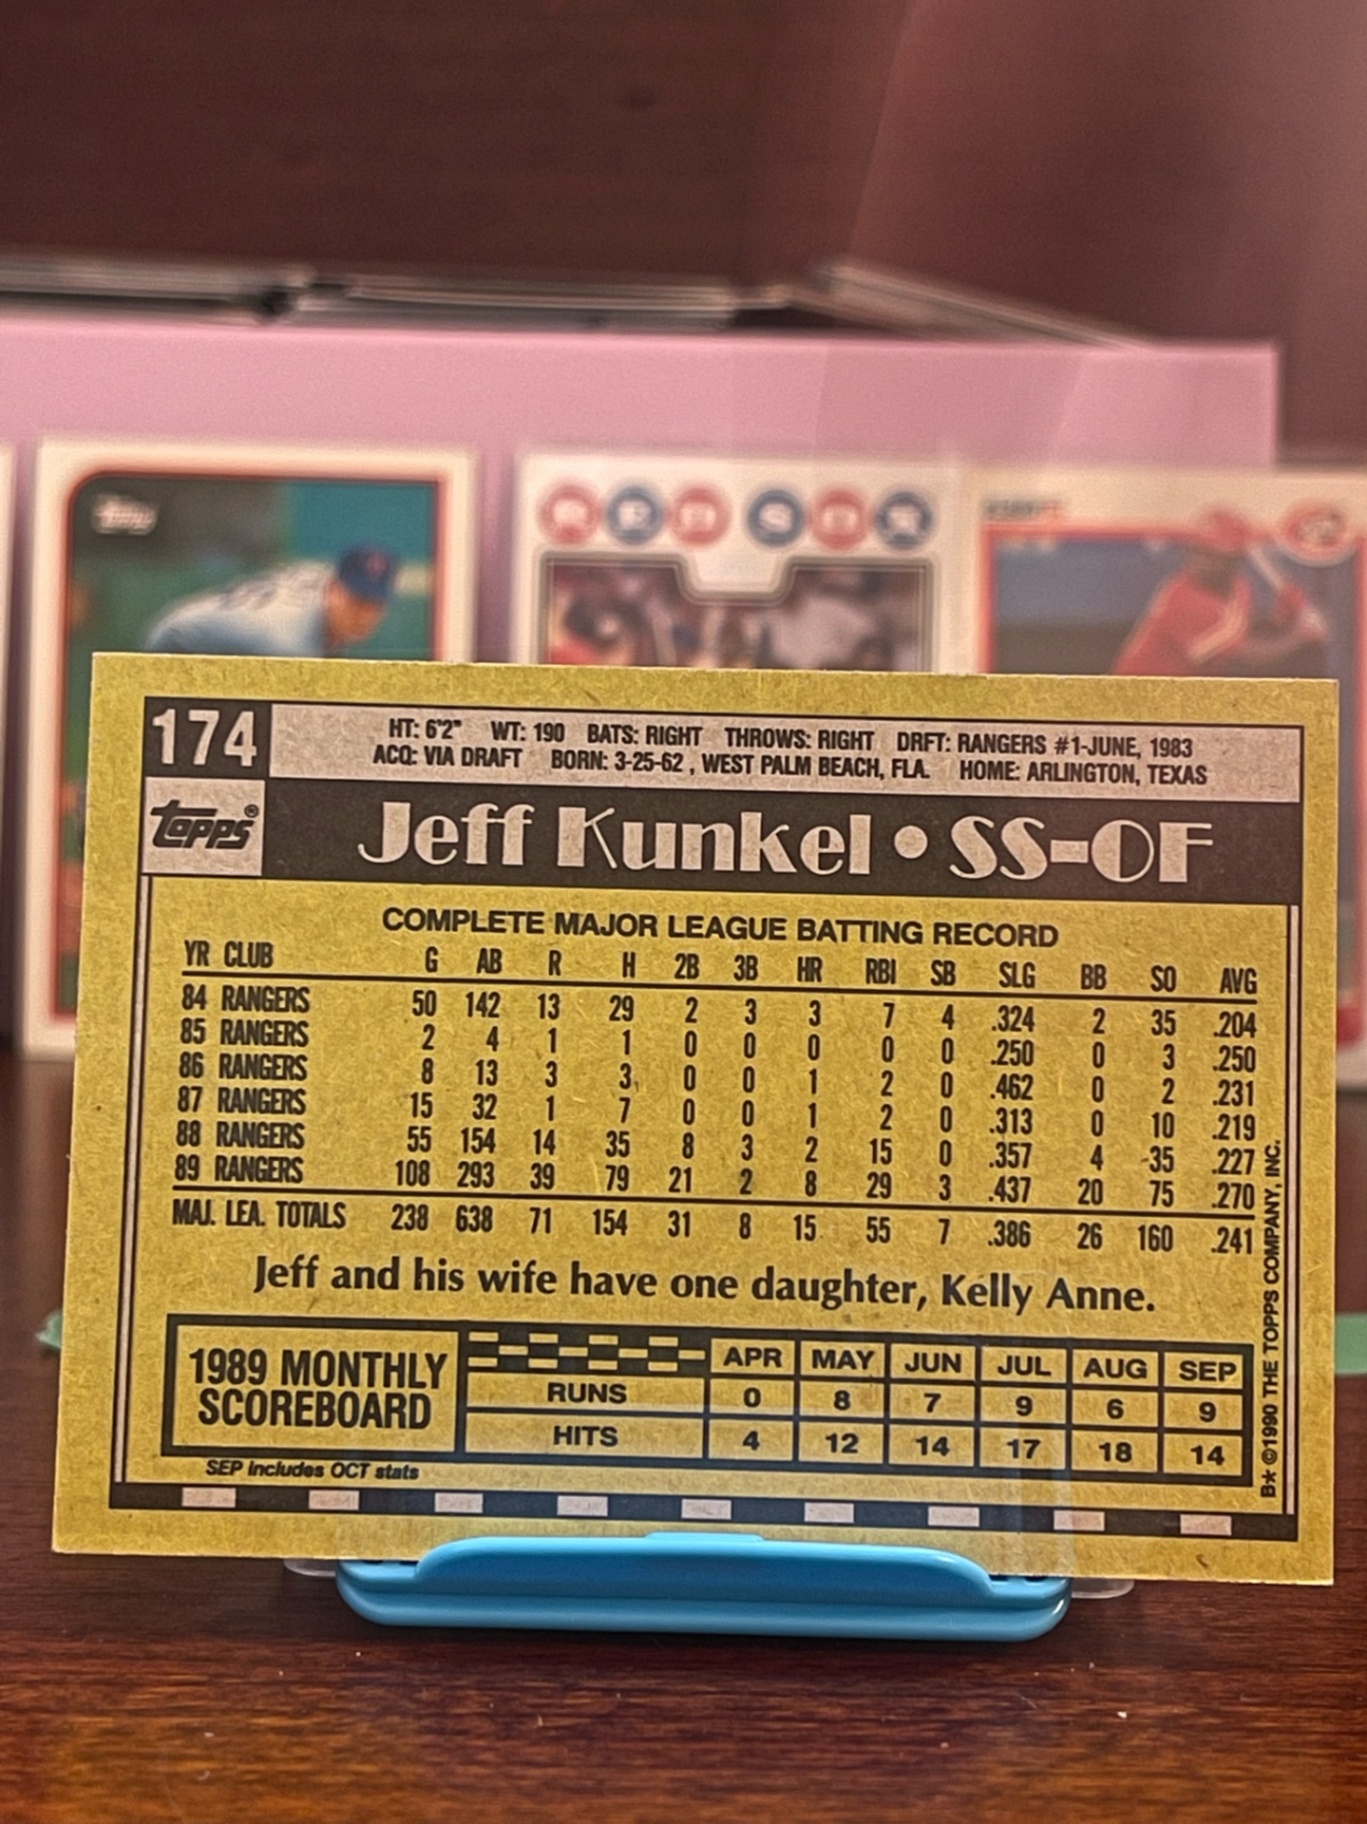 Topps
RED SOX
174
HT: 6'2" WT: 190 BATS: RIGHT THROWS: RIGHT DRFT: RANGERS #1-JUNE, 1983
ACQ: VIA DRAFT BORN: 3-25-62 , WEST PALM BEACH, FLA. HOME: ARLINGTON, TEXAS
Topps®
Jeff Kunkel • SS-OF
COMPLETE MAJOR LEAGUE BATTING RECORD
YR CLUB G AB R H 2B 3B HR RBI SB SLG BB SO AVG
84 RANGERS 50 142 13 29 2 3 3 7 4 .324 2 35 .204
85 RANGERS 2 4 1 1 0 0 0 0 0 .250 0 3 .250
86 RANGERS 8 13 3 3 0 0 1 2 0 .462 0 2 .231
87 RANGERS 15 32 1 7 0 0 1 2 0 .313 0 10 .219
88 RANGERS 55 154 14 35 8 3 2 15 0 .357 4 35 .227
89 RANGERS 108 293 39 79 21 2 8 29 3 .437 20 75 .270
MAJ. LEA. TOTALS 238 638 71 154 31 8 15 55 7 .386 26 160 .241
Jeff and his wife have one daughter, Kelly Anne.
1989 MONTHLY
SCOREBOARD
APR MAY JUN JUL AUG SEP
RUNS 0 8 7 9 6 9
HITS 4 12 14 17 18 14
SEP includes OCT stats
B* ©1990 THE TOPPS COMPANY, INC.